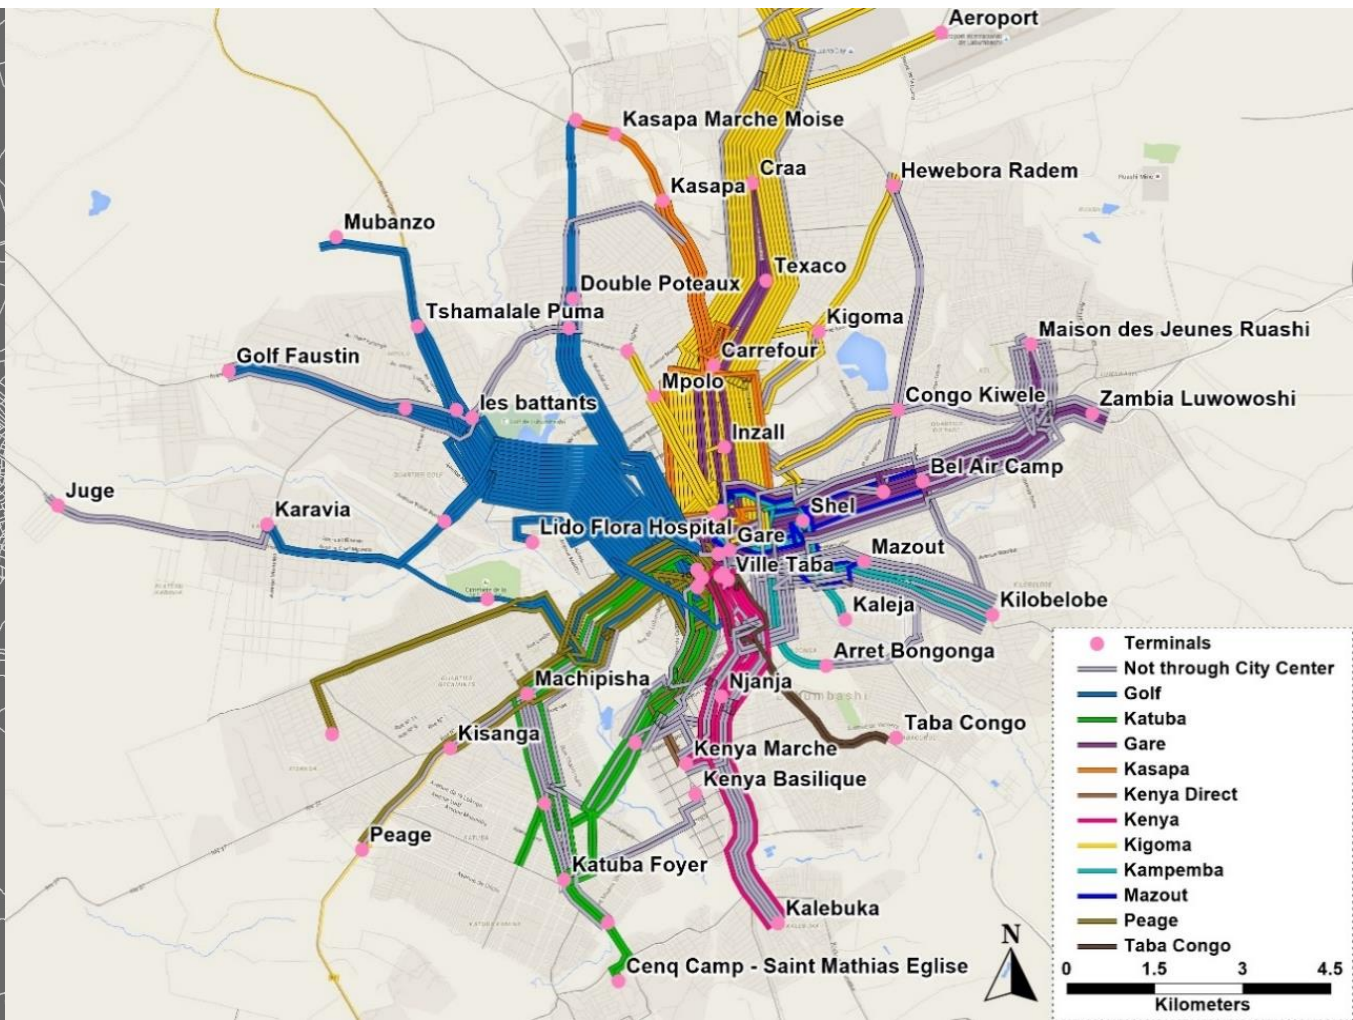 Aeroport
Kasapa Marche Moise
Craa
Hewebora Radem
Kasapa
Mubanzo
Texaco
Double Poteaux
Tshamalale Puma
Kigoma
Maison des Jeunes Ruashi
Golf Faustin
Carrefour
Mpolo
les battants
Congo Kiwele
Zambia Luwowoshi
Inzall
Bel Air Camp
Juge
Karavia
Shel
Lido Flora Hospital
Gare
Mazout
Ville Taba
Kaleja
Kilobelobe
Arret Bongonga
Machipisha
Njanja
Taba Congo
Kisanga
Kenya Marche
Kenya Basilique
Peage
Katuba Foyer
Kalebuka
Cenq Camp - Saint Mathias Eglise
Terminals
Not through City Center
Golf
Katuba
Gare
Kasapa
Kenya Direct
Kenya
Kigoma
Kampemba
Mazout
Peage
Taba Congo
N
0 1.5 3 4.5
Kilometers